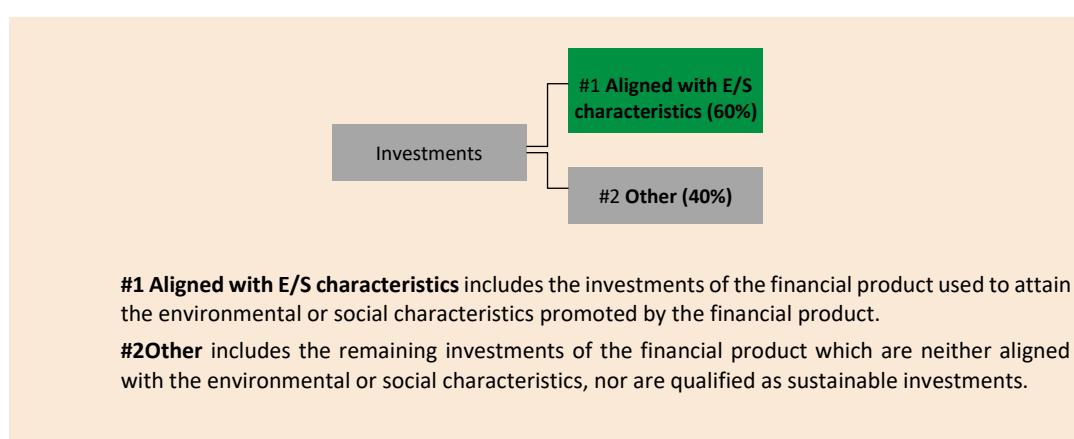 #1 Aligned with E/S
characteristics (60%)
Investments
#2 Other (40%)
#1 Aligned with E/S characteristics includes the investments of the financial product used to attain
the environmental or social characteristics promoted by the financial product.
#2Other includes the remaining investments of the financial product which are neither aligned
with the environmental or social characteristics, nor are qualified as sustainable investments.